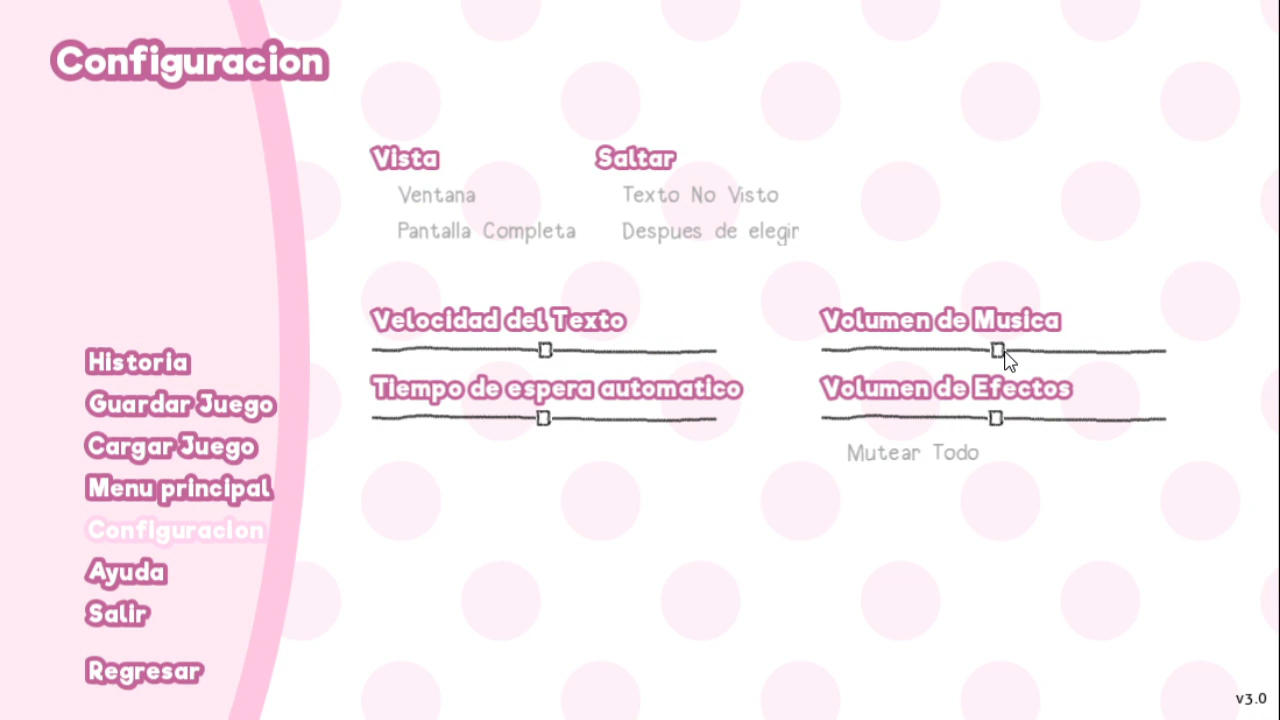 Configuracion
Vista
Saltar
Ventana
Texto No Visto
Pantalla Completa
Despues de elegir
Velocidad del Texto
Volumen de Musica
Tiempo de espera automatico
Volumen de Efectos
Mutear Todo
Historia
Guardar Juego
Cargar Juego
Menu principal
Configuracion
Ayuda
Salir
Regresar
v3.0